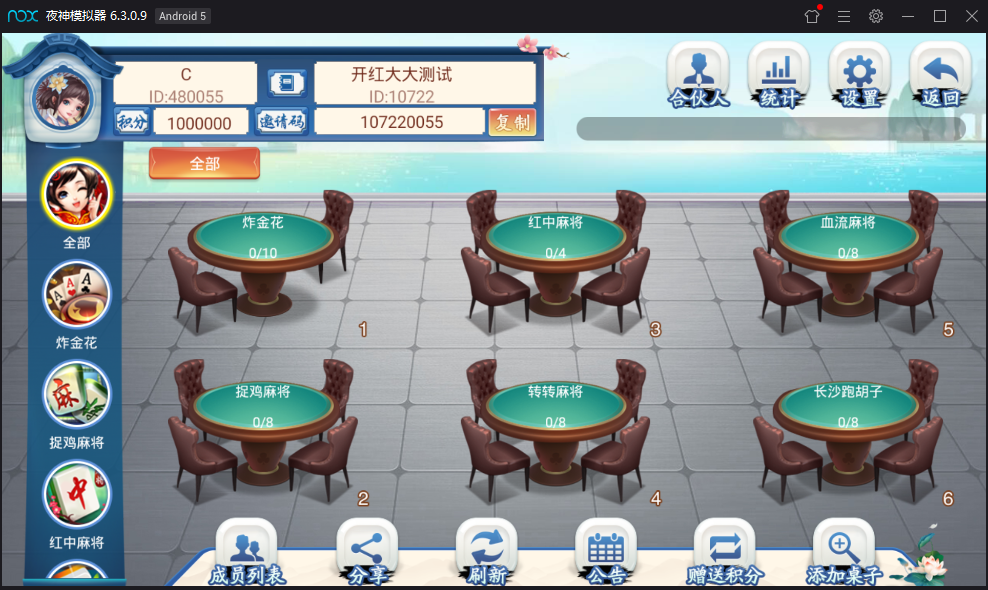 nox 夜神模拟器 6.3.0.9 Android 5
C
ID:480055
开红大大测试
ID:10722
合伙人
统计
设置
返回
积分
1000000
邀请码
107220055
复制
全部
全部
炸金花
捉鸡麻将
红中麻将
炸金花
0/10
1
红中麻将
0/4
3
血流麻将
0/8
5
捉鸡麻将
0/8
2
转转麻将
0/8
4
长沙跑胡子
0/8
6
成员列表
分享
刷新
公告
赠送积分
添加桌子